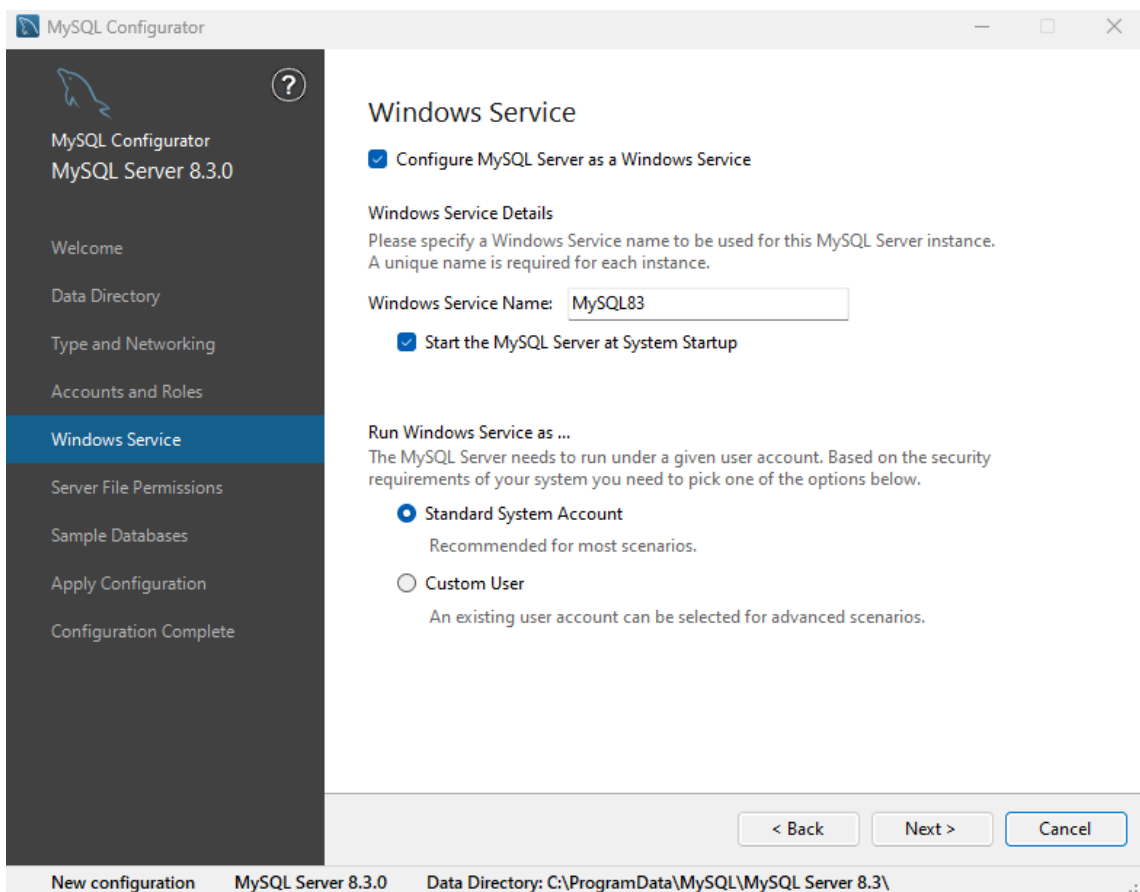 MySQL Configurator
?
MySQL Configurator
MySQL Server 8.3.0
Welcome
Data Directory
Type and Networking
Accounts and Roles
Windows Service
Server File Permissions
Sample Databases
Apply Configuration
Configuration Complete
Windows Service
Configure MySQL Server as a Windows Service
Windows Service Details
Please specify a Windows Service name to be used for this MySQL Server instance.
A unique name is required for each instance.
Windows Service Name: MySQL83
Start the MySQL Server at System Startup
Run Windows Service as ...
The MySQL Server needs to run under a given user account. Based on the security
requirements of your system you need to pick one of the options below.
Standard System Account
Recommended for most scenarios.
Custom User
An existing user account can be selected for advanced scenarios.
< Back Next > Cancel
New configuration MySQL Server 8.3.0 Data Directory: C:\ProgramData\MySQL\MySQL Server 8.3\